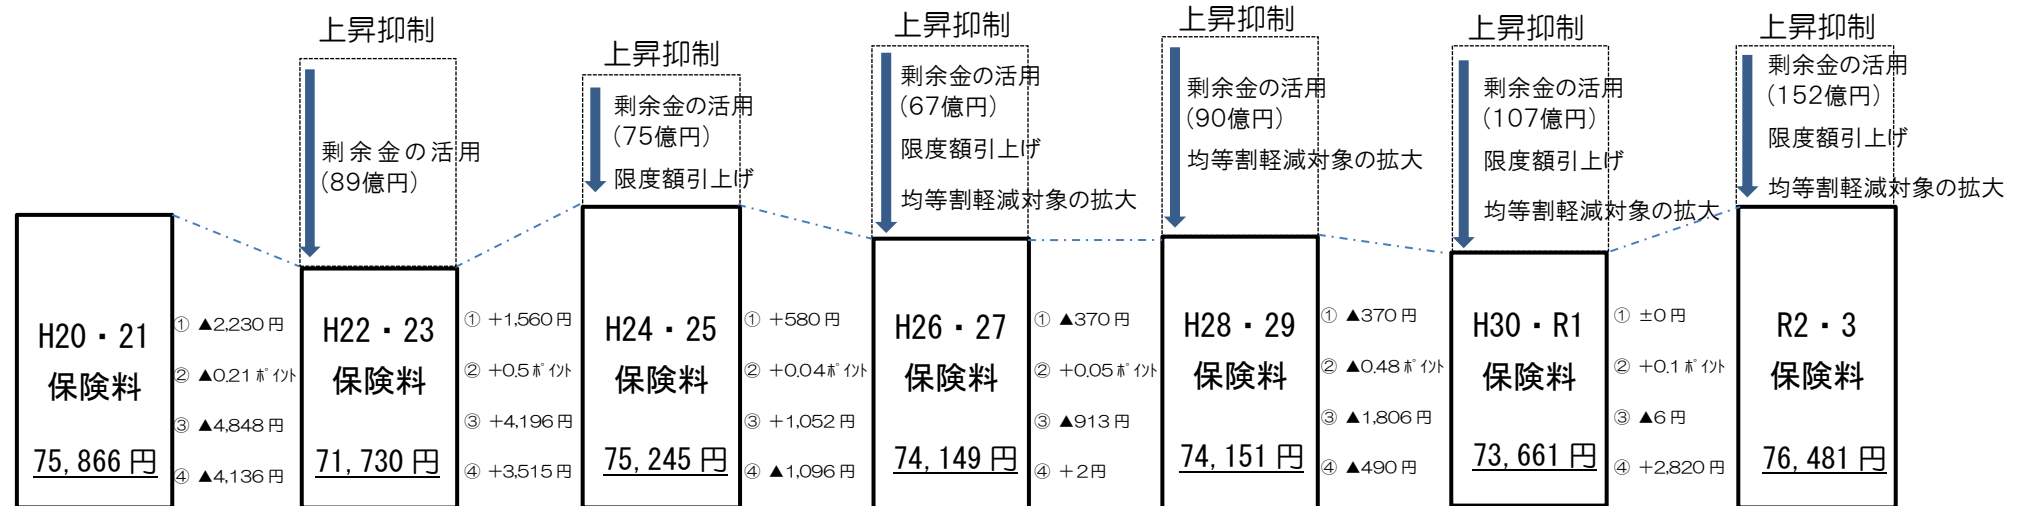 上昇抑制
剰余金の活用
(89億円)
上昇抑制
剰余金の活用
(75億円)
限度額引上げ
上昇抑制
剰余金の活用
(67億円)
限度額引上げ
均等割軽減対象の拡大
上昇抑制
剰余金の活用
(90億円)
均等割軽減対象の拡大
上昇抑制
剰余金の活用
(107億円)
限度額引上げ
均等割軽減対象の拡大
上昇抑制
剰余金の活用
(152億円)
限度額引上げ
均等割軽減対象の拡大
H20・21
保険料
75,866円
① ▲2,230円
② ▲0.21ﾎﾟｲﾝﾄ
③ ▲4,848円
④ ▲4,136円
H22・23
保険料
71,730円
① +1,560円
② +0.5ﾎﾟｲﾝﾄ
③ +4,196円
④ +3,515円
H24・25
保険料
75,245円
① +580円
② +0.04ﾎﾟｲﾝﾄ
③ +1,052円
④ ▲1,096円
H26・27
保険料
74,149円
① ▲370円
② +0.05ﾎﾟｲﾝﾄ
③ ▲913円
④ +2円
H28・29
保険料
74,151円
① ▲370円
② ▲0.48ﾎﾟｲﾝﾄ
③ ▲1,806円
④ ▲490円
H30・R1
保険料
73,661円
① ±0円
② +0.1ﾎﾟｲﾝﾄ
③ ▲6円
④ +2,820円
R2・3
保険料
76,481円